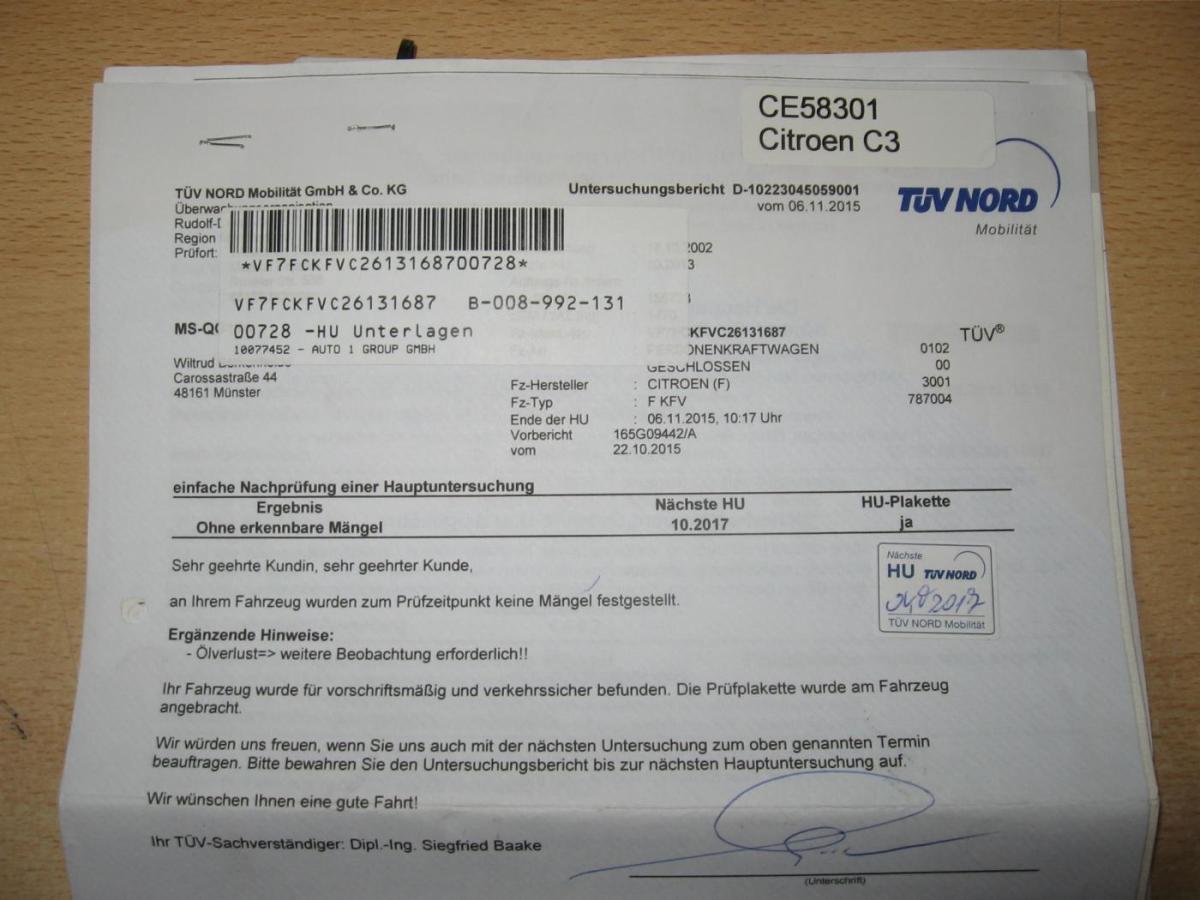 CE58301
Citroen C3
TÜV NORD Mobilität GmbH & Co. KG
Untersuchungsbericht D-10223045059001
vom 06.11.2015
TÜV NORD
Mobilität
Rudolf-
Region
Prüfort:
2002
3
*VF7FCKFVC2613168700728*
VF7FCKFVC26131687 B-008-992-131
00728 -HU Unterlagen
10077452 - AUTO 1 GROUP GMBH
MS-Q
KFVC26131687
TÜV®
ONENKRAFTWAGEN 0102
GESCHLOSSEN 00
Wiltrud
Carossastraße 44
48161 Münster
Fz-Hersteller : CITROEN (F) 3001
Fz-Typ : F KFV 787004
Ende der HU : 06.11.2015, 10:17 Uhr
Vorbericht 165G09442/A
vom 22.10.2015
einfache Nachprüfung einer Hauptuntersuchung
Ergebnis Nächste HU HU-Plakette
Ohne erkennbare Mängel 10.2017 ja
Sehr geehrte Kundin, sehr geehrter Kunde,
Nächste
HU TÜV NORD
2017
TÜV NORD Mobilität
an Ihrem Fahrzeug wurden zum Prüfzeitpunkt keine Mängel festgestellt.
Ergänzende Hinweise:
- Ölverlust=> weitere Beobachtung erforderlich!!
Ihr Fahrzeug wurde für vorschriftsmäßig und verkehrssicher befunden. Die Prüfplakette wurde am Fahrzeug
angebracht.
Wir würden uns freuen, wenn Sie uns auch mit der nächsten Untersuchung zum oben genannten Termin
beauftragen. Bitte bewahren Sie den Untersuchungsbericht bis zur nächsten Hauptuntersuchung auf.
Wir wünschen Ihnen eine gute Fahrt!
Ihr TÜV-Sachverständiger: Dipl.-Ing. Siegfried Baake
(Unterschrift)